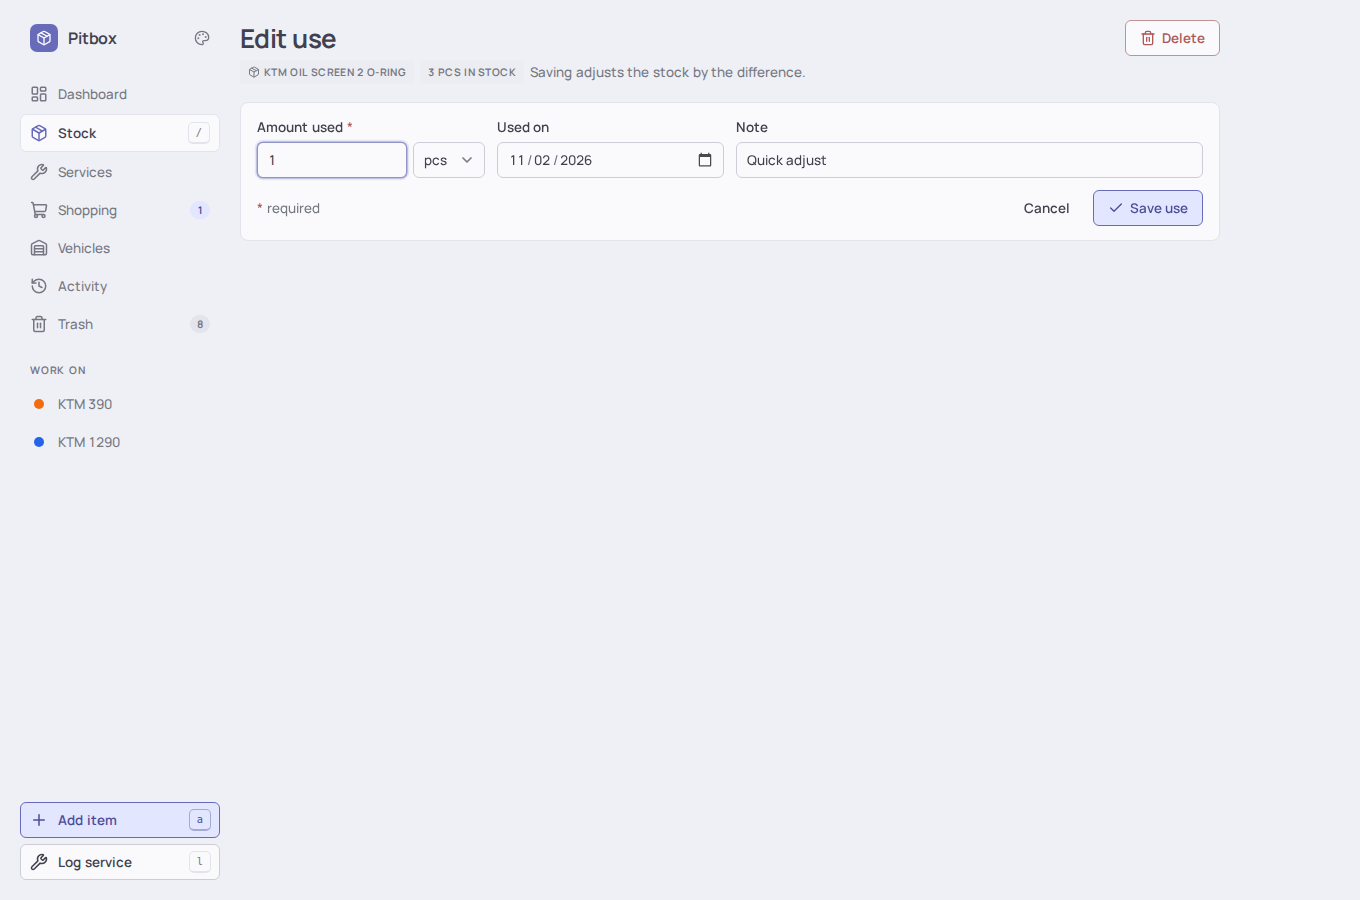 Pitbox
Dashboard
Stock /
Services
Shopping 1
Vehicles
Activity
Trash 8
WORK ON
KTM 390
KTM 1290
Add item a
Log service l
Edit use
Delete
KTM OIL SCREEN 2 O-RING 3 PCS IN STOCK Saving adjusts the stock by the difference.
Amount used * Used on Note
1 pcs 11/02/2026 Quick adjust
* required Cancel Save use